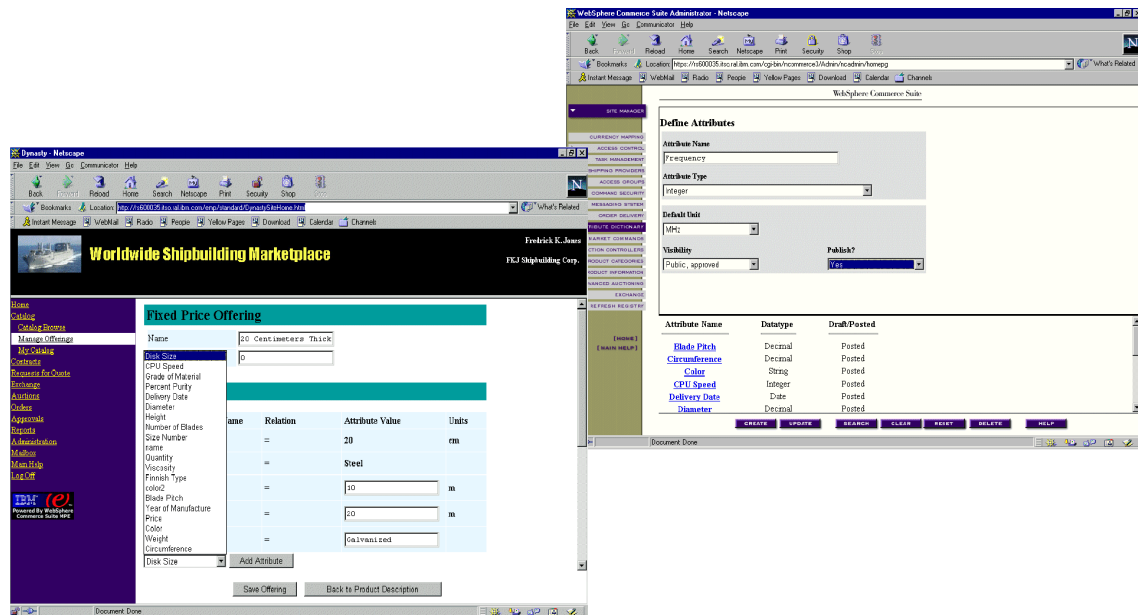 WebSphere Commerce Suite Administrator - Netscape
File Edit View Go Communicator Help
Back Forward Reload Home Search Netscape Print Security Shop Stop
Bookmarks Location: https://rs600035.itso.ral.ibm.com/cgi-bin/ncommerce3/Admin/ncadmin/homepg What's Related
Instant Message WebMail Radio People Yellow Pages Download Calendar Channels
WebSphere Commerce Suite
SITE MANAGER
CURRENCY MAPPING
ACCESS CONTROL
TASK MANAGEMENT
SHIPPING PROVIDERS
ACCESS GROUPS
COMMAND SECURITY
MESSAGING SYSTEM
ORDER DELIVERY
RIBUTE DICTIONARY
EARKET COMMANDS
CTION CONTROLLERS
RODUCT CATEGORIES
RODUCT INFORMATION
VANCED AUCTIONING
EXCHANGE
REFRESH REGISTRY
[HOME]
[MAIN HELP]
Define Attributes
Attribute Name
Frequency
Attribute Type
Integer
Default Unit
MHz
Visibility Publish?
Public, approved Yes
Attribute Name Datatype Draft/Posted
Blade Pitch Decimal Posted
Circumference Decimal Posted
Color String Posted
CPU Speed Integer Posted
Delivery Date Date Posted
Diameter Decimal Posted
CREATE UPDATE SEARCH CLEAR RESET DELETE HELP
Document Done
Dynasty - Netscape
File Edit View Go Communicator Help
Back Forward Reload Home Search Netscape Print Security Shop Stop
Bookmarks Location: http://rs600035.itso.ral.ibm.com/emp/standard/DynastySiteHome.html What's Related
Instant Message WebMail Radio People Yellow Pages Download Calendar Channels
Worldwide Shipbuilding Marketplace
Fredrick K. Jones
FKJ Shipbuilding Corp.
Home
Catalog
Catalog Browse
Manage Offerings
My Catalog
Contracts
Requests for Quote
Exchange
Auctions
Orders
Approvals
Reports
Administration
Mailbox
Main Help
Log Off
IBM
Powered By WebSphere
Commerce Suite MPE
Fixed Price Offering
Name 20 Centimeters Thick
0
Disk Size
CPU Speed
Grade of Material
Percent Purity
Delivery Date
Diameter
Height
Number of Blades
Size Number
name
Quantity
Viscosity
Finnish Type
color2
Blade Pitch
Year of Manufacture
Price
Color
Weight
Circumference
ame Relation Attribute Value Units
= 20 cm
= Steel
= 10 m
= 20 m
= Galvanized
Disk Size Add Attribute
Save Offering Back to Product Description
Document Done